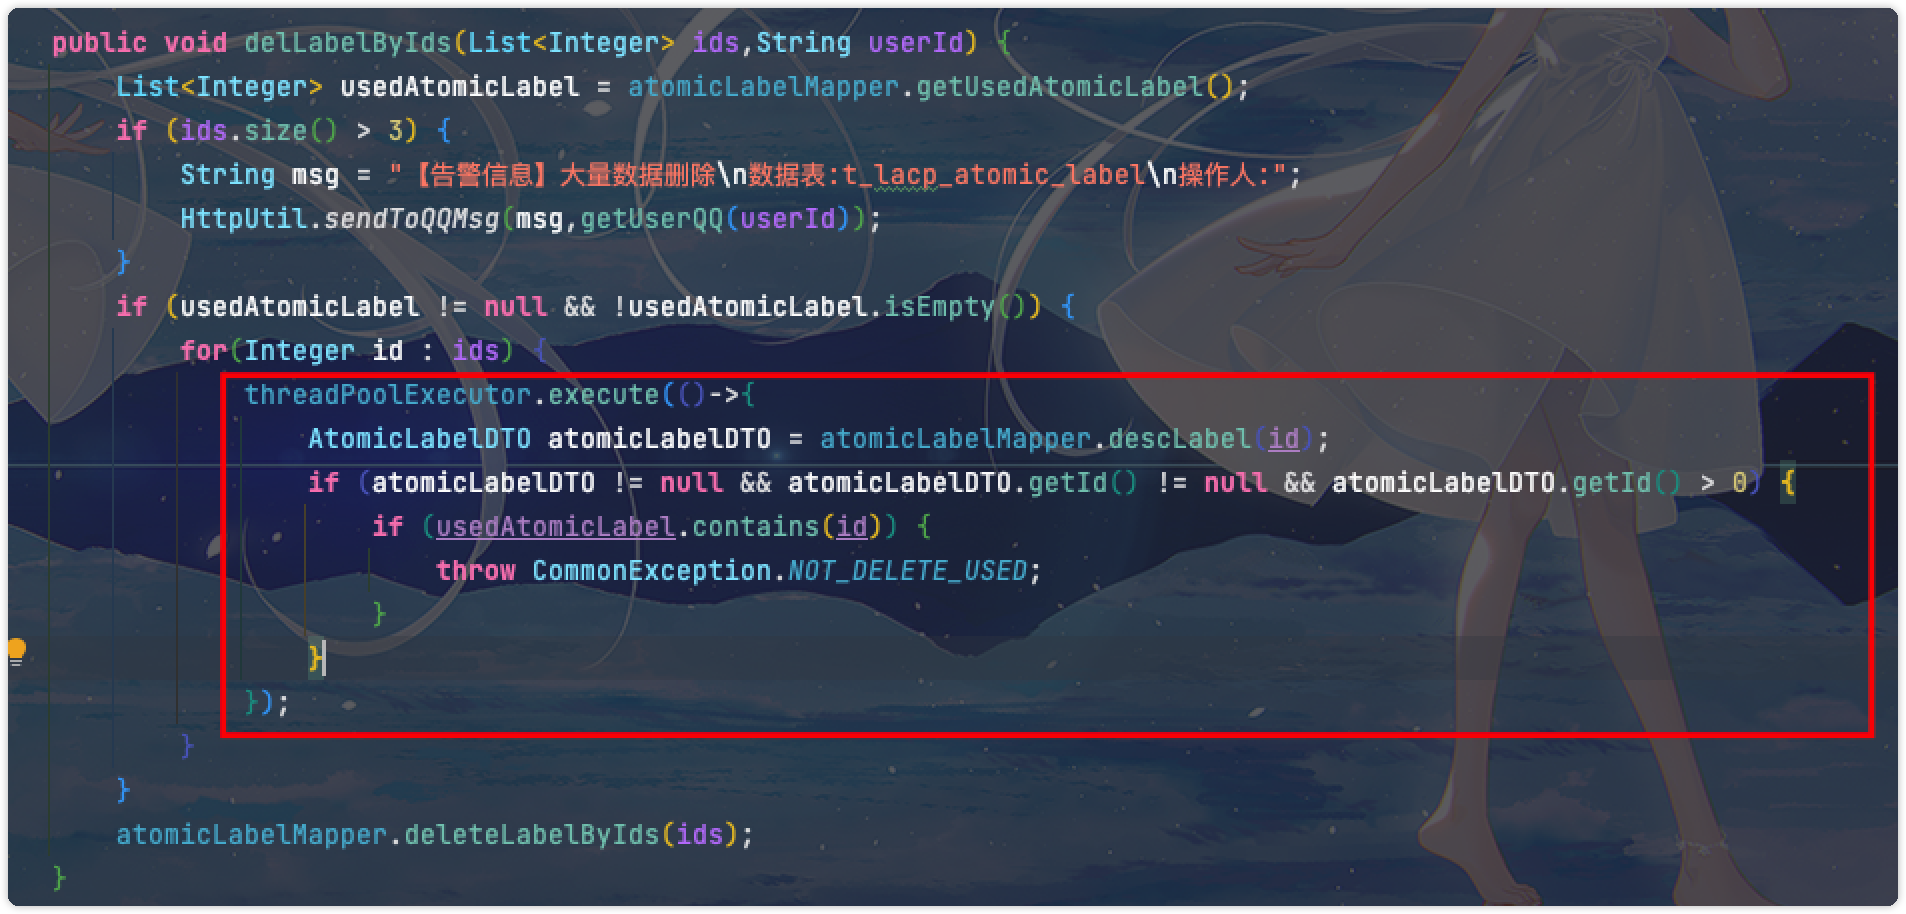 public void delLabelByIds(List<Integer> ids,String userId) {
List<Integer> usedAtomicLabel = atomicLabelMapper.getUsedAtomicLabel();
if (ids.size() > 3) {
String msg = "【告警信息】大量数据删除\n数据表:t_lacp_atomic_label\n操作人:";
HttpUtil.sendToQQMsg(msg,getUserQQ(userId));
}
if (usedAtomicLabel != null && !usedAtomicLabel.isEmpty()) {
for(Integer id : ids) {
threadPoolExecutor.execute(()->{
AtomicLabelDTO atomicLabelDTO = atomicLabelMapper.descLabel(id);
if (atomicLabelDTO != null && atomicLabelDTO.getId() != null && atomicLabelDTO.getId() > 0) {
if (usedAtomicLabel.contains(id)) {
throw CommonException.NOT_DELETE_USED;
}
}
});
}
}
atomicLabelMapper.deleteLabelByIds(ids);
}